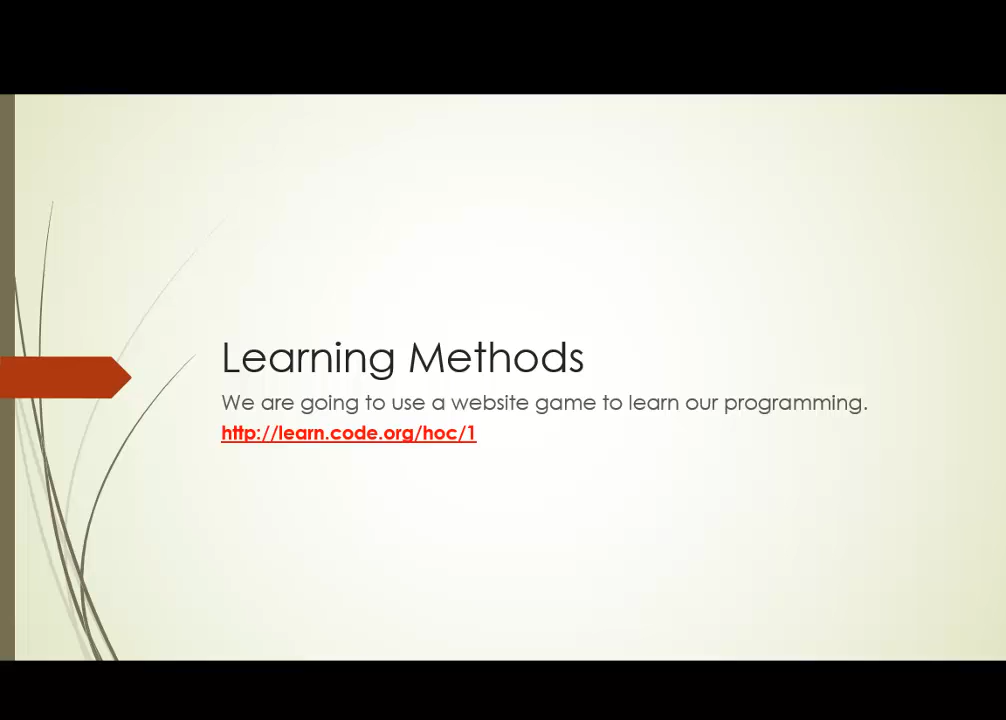 Learning Methods
We are going to use a website game to learn our programming.
http://learn.code.org/hoc/1